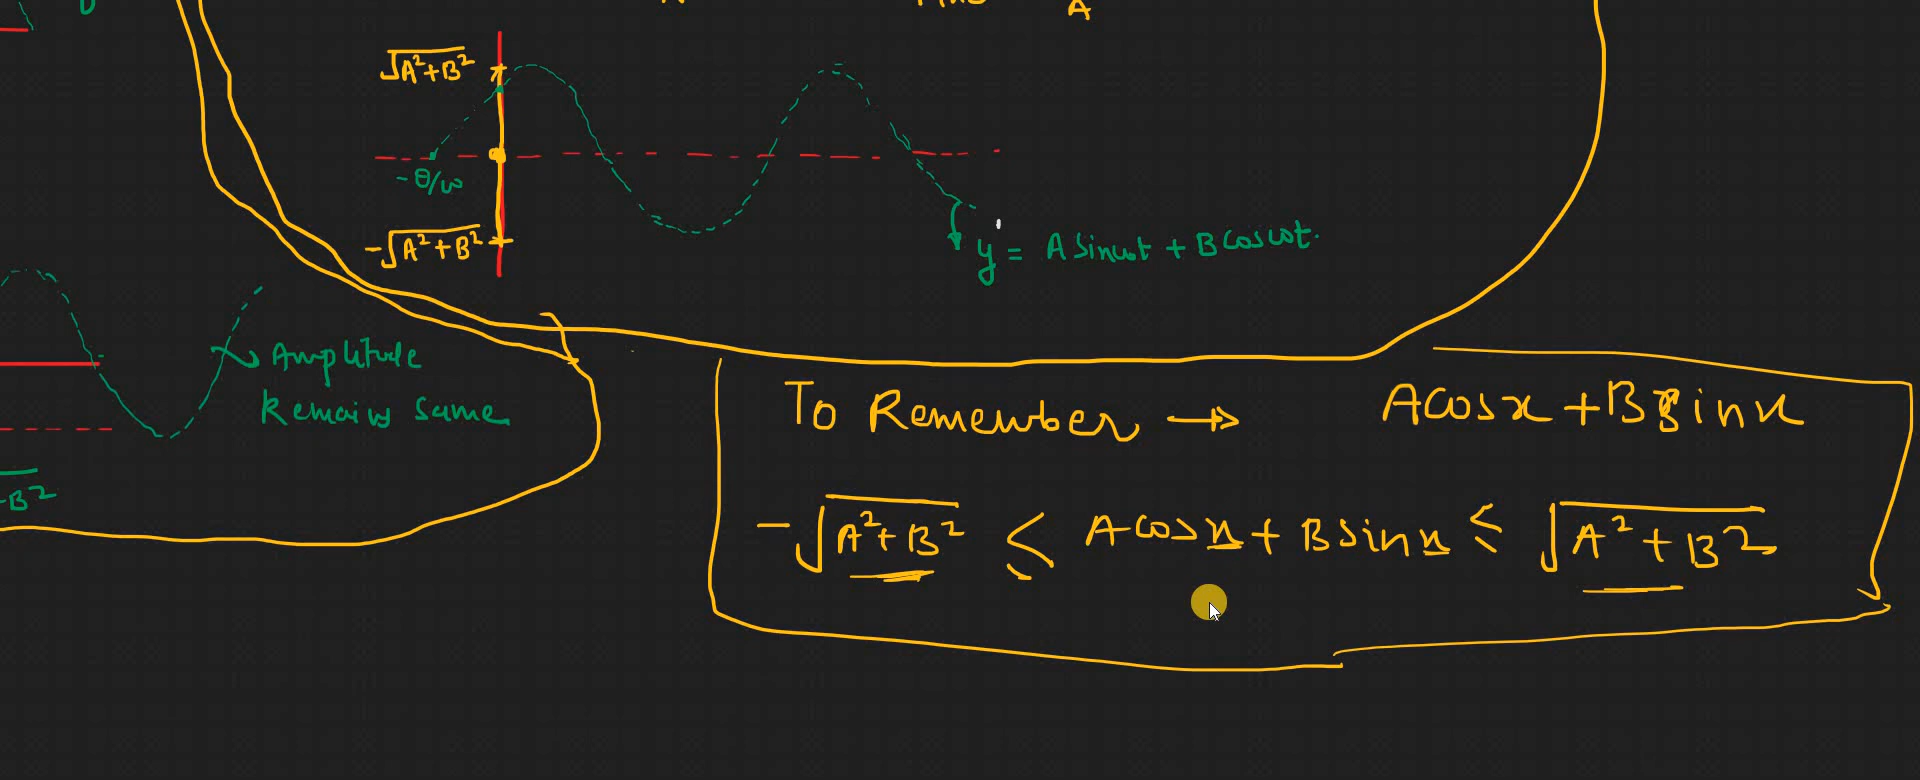 A
√A²+B²
-θ/ω
-√A²+B²
y = A sinωt + B cosωt.
Amplitude
Remains Same
-B²
To Remember → Acosx + Bsinx
-√A²+B² ≤ Acosx + Bsinx ≤ √A²+B²